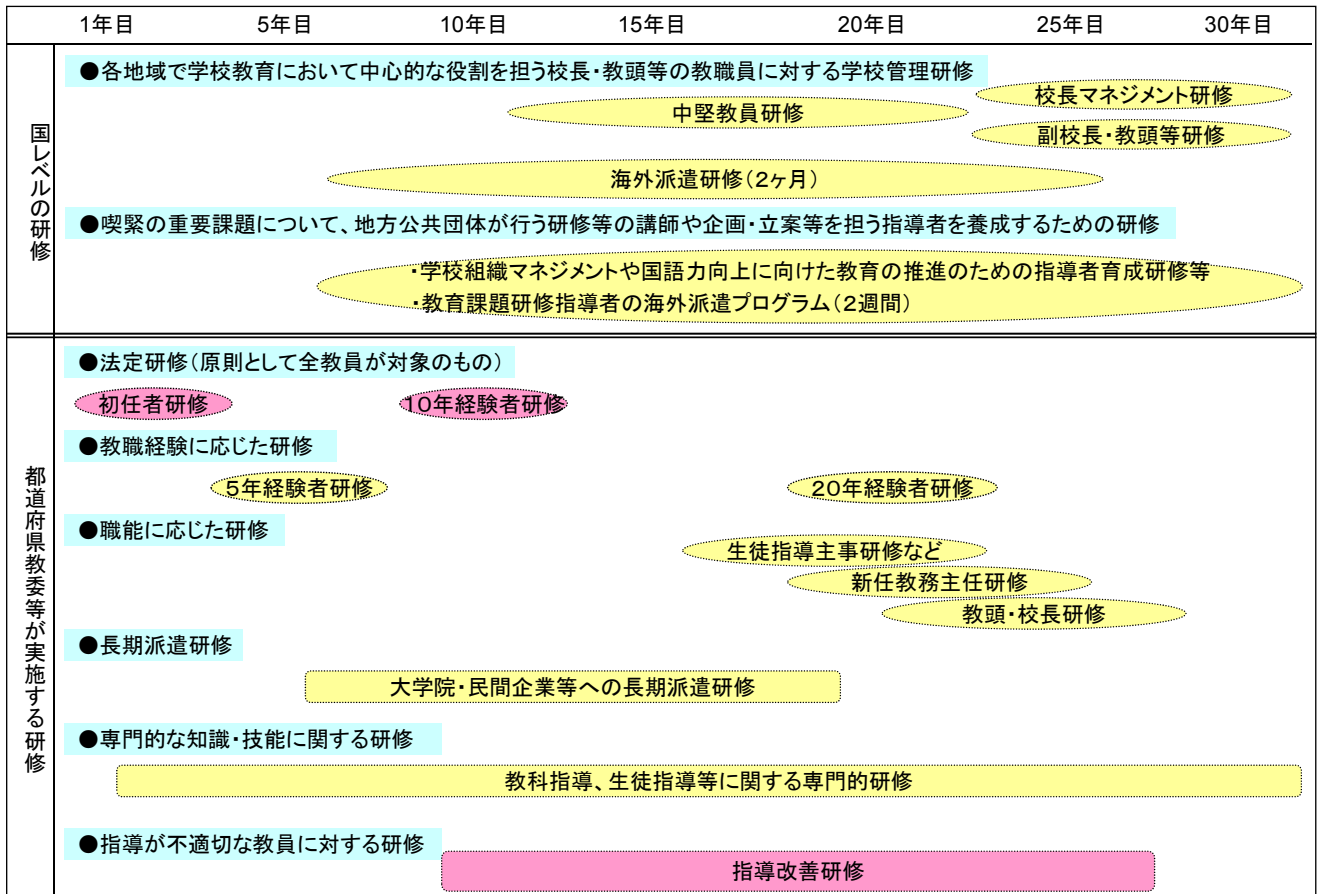 1年目 5年目 10年目 15年目 20年目 25年目 30年目
国レベルの研修
●各地域で学校教育において中心的な役割を担う校長・教頭等の教職員に対する学校管理研修
校長マネジメント研修
中堅教員研修
副校長・教頭等研修
海外派遣研修(2ヶ月)
●喫緊の重要課題について、地方公共団体が行う研修等の講師や企画・立案等を担う指導者を養成するための研修
・学校組織マネジメントや国語力向上に向けた教育の推進のための指導者育成研修等
・教育課題研修指導者の海外派遣プログラム(2週間)
都道府県教委等が実施する研修
●法定研修(原則として全教員が対象のもの)
初任者研修 10年経験者研修
●教職経験に応じた研修
5年経験者研修 20年経験者研修
●職能に応じた研修
生徒指導主事研修など
新任教務主任研修
教頭・校長研修
●長期派遣研修
大学院・民間企業等への長期派遣研修
●専門的な知識・技能に関する研修
教科指導、生徒指導等に関する専門的研修
●指導が不適切な教員に対する研修
指導改善研修